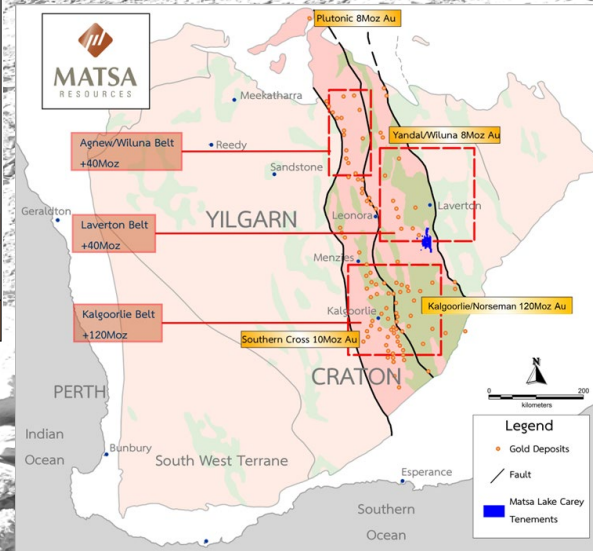 MATSA
RESOURCES
Plutonic 8Moz Au
Meekatharra
Agnew/Wiluna Belt
+40Moz
Reedy
Yandal/Wiluna 8Moz Au
Sandstone
Geraldton
YILGARN
Leonora
Laverton
Laverton Belt
+40Moz
Menzies
Kalgoorlie Belt
+120Moz
Kalgoorlie
Kalgoorlie/Norseman 120Moz Au
Southern Cross 10Moz Au
CRATON
PERTH
N
0
200
kilometers
Indian
Ocean
Bunbury
South West Terrane
Esperance
Southern
Ocean
Legend
Gold Deposits
Fault
Matsa Lake Carey
Tenements